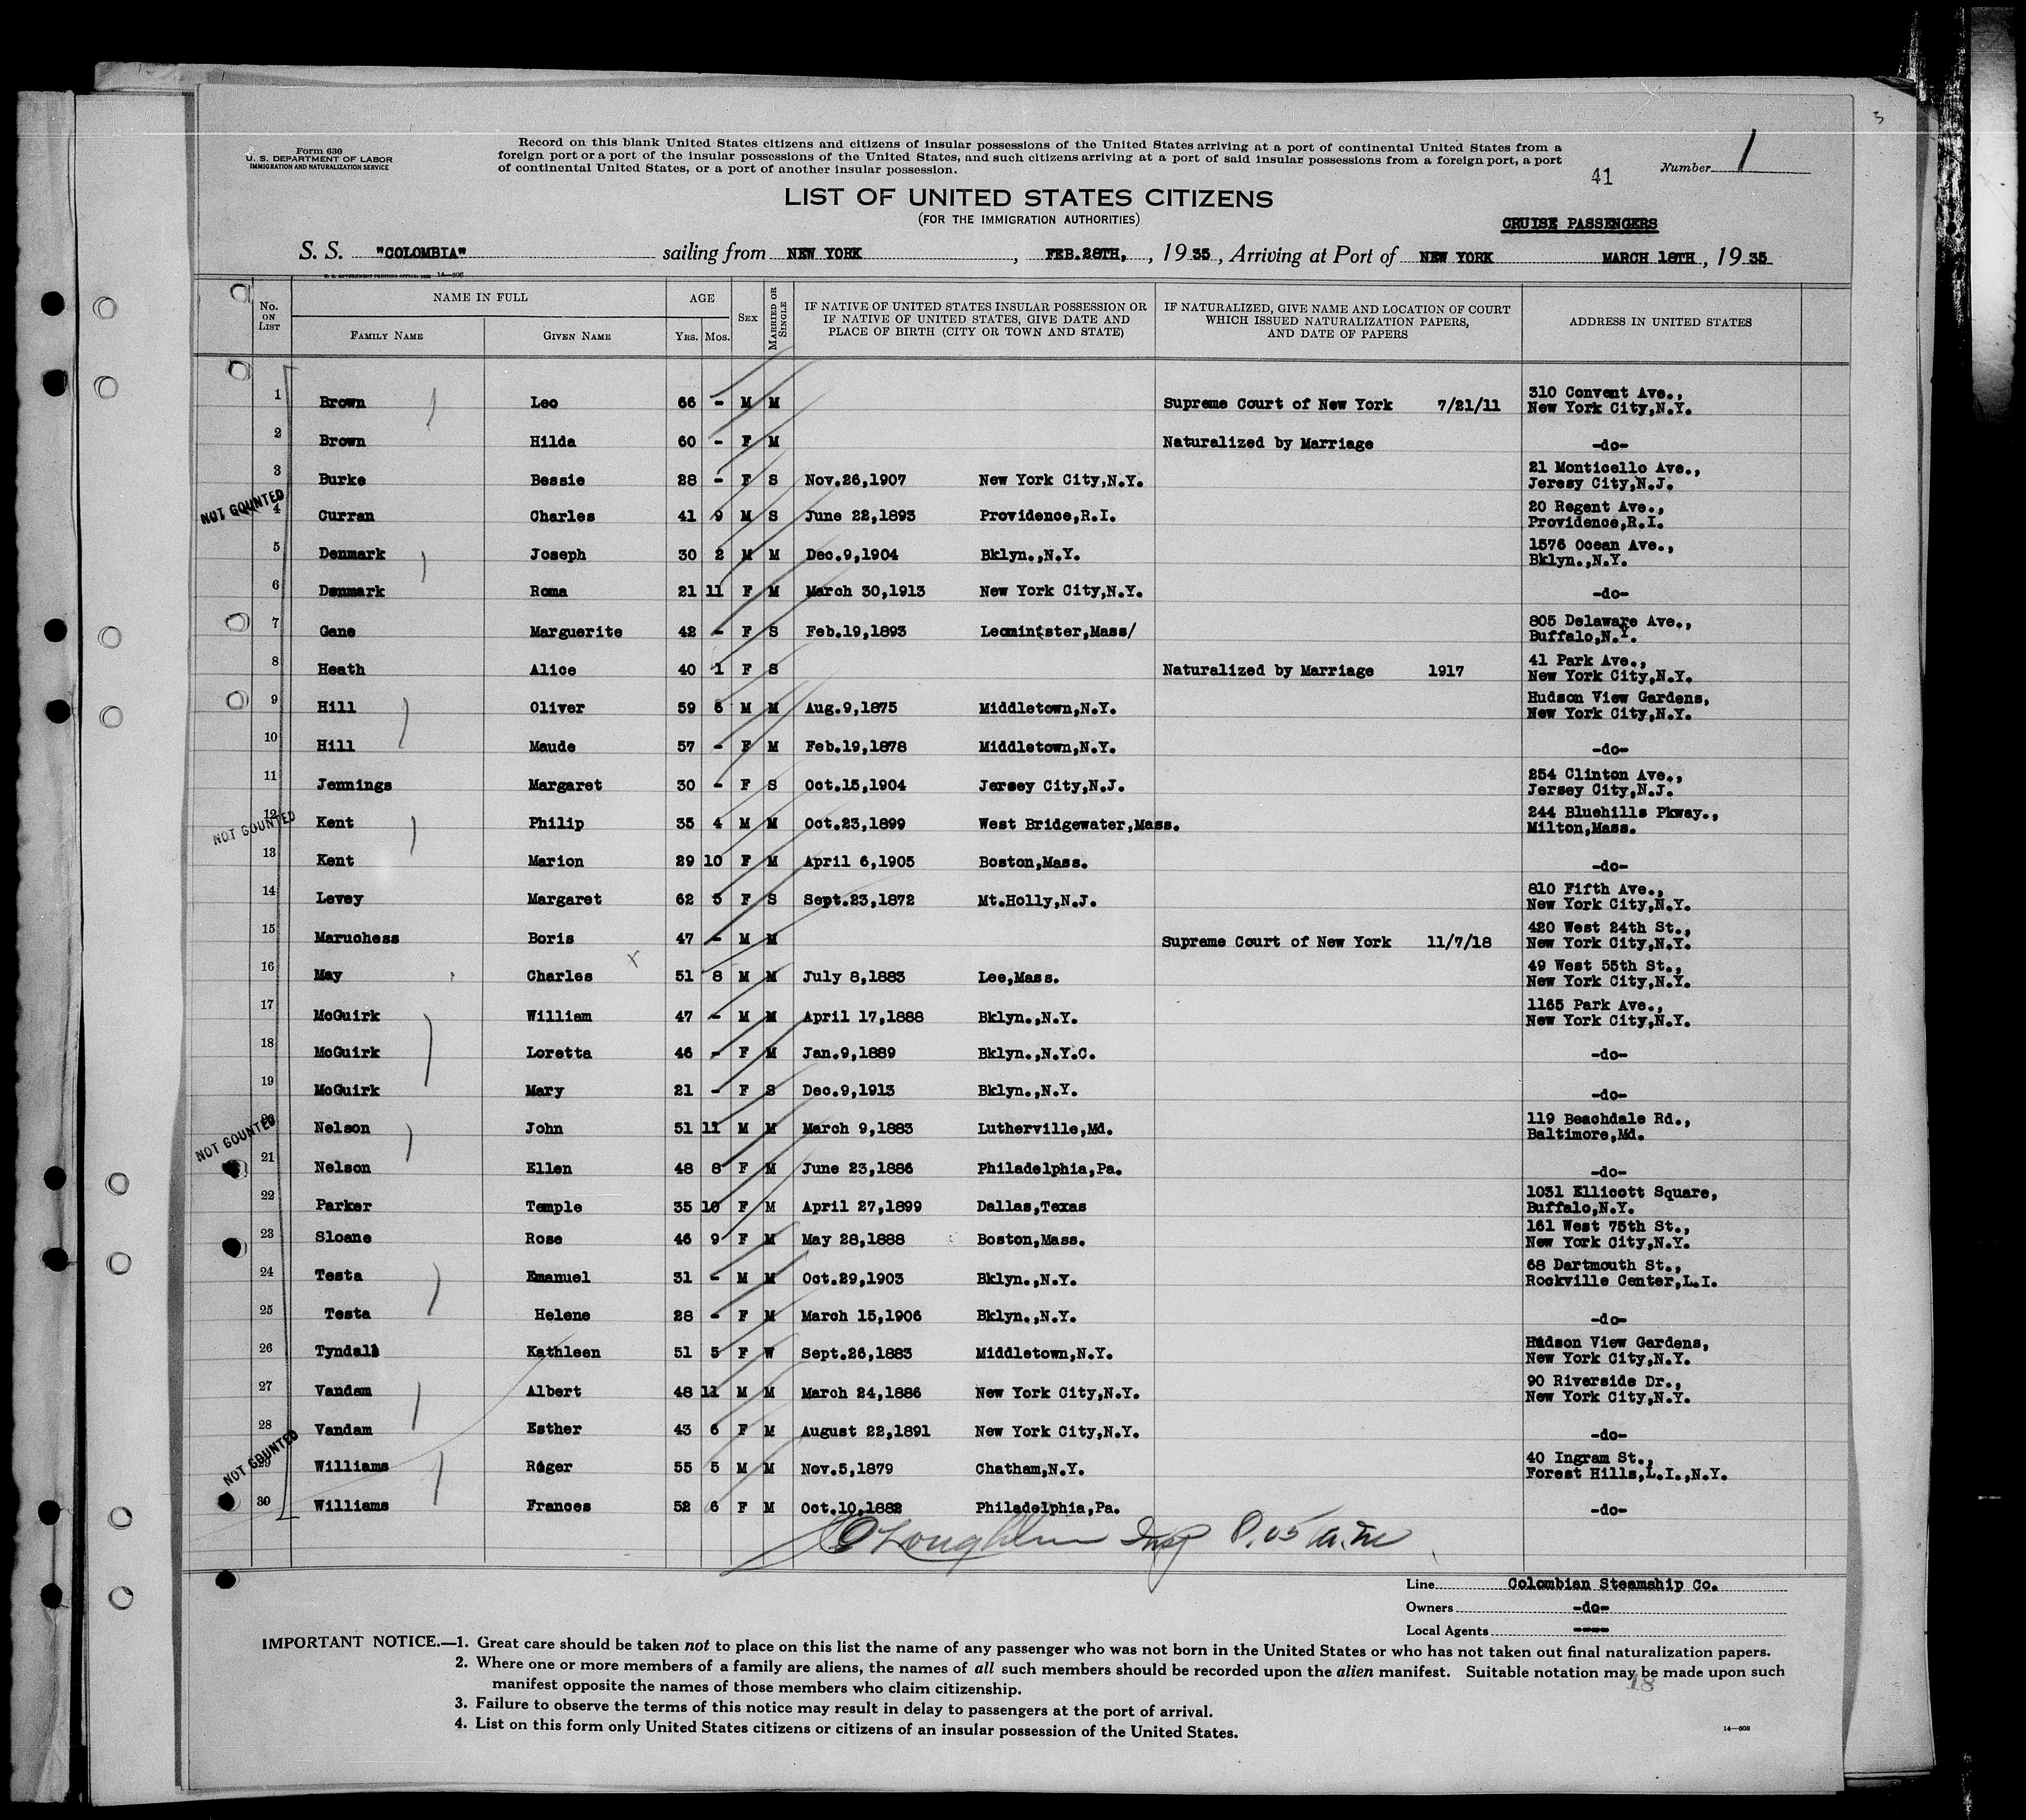 3
Form 630
U. S. DEPARTMENT OF LABOR
IMMIGRATION AND NATURALIZATION SERVICE
Record on this blank United States citizens and citizens of insular possessions of the United States arriving at a port of continental United States from a
foreign port or a port of the insular possessions of the United States, and such citizens arriving at a port of said insular possessions from a foreign port, a port
of continental United States, or a port of another insular possession.
41
Number 1
LIST OF UNITED STATES CITIZENS
(FOR THE IMMIGRATION AUTHORITIES)
CRUISE PASSENGERS
S. S. "COLOMBIA" sailing from NEW YORK, FEB.28TH, , 1935, Arriving at Port of NEW YORK MARCH 18TH, 1935
No. ON LIST NAME IN FULL AGE SEX MARRIED OR SINGLE IF NATIVE OF UNITED STATES INSULAR POSSESSION OR IF NATIVE OF UNITED STATES, GIVE DATE AND PLACE OF BIRTH (CITY OR TOWN AND STATE) IF NATURALIZED, GIVE NAME AND LOCATION OF COURT WHICH ISSUED NATURALIZATION PAPERS, AND DATE OF PAPERS ADDRESS IN UNITED STATES
FAMILY NAME GIVEN NAME YRS. MOS.
1 Brown Leo 66 - M M Supreme Court of New York 7/21/11 310 Convent Ave., New York City,N.Y.
2 Brown Hilda 60 - F M Naturalized by Marriage -do-
3 Burke Bessie 28 - F S Nov.26,1907 New York City,N.Y. 21 Monticello Ave., Jeresy City,N.J.
NOT COUNTED
4 Curran Charles 41 9 M S June 22,1893 Providence,R.I. 20 Regent Ave., Providence,R.I.
5 Denmark Joseph 30 2 M M Dec.9,1904 Bklyn.,N.Y. 1576 Ocean Ave., Bklyn.,N.Y.
6 Denmark Roma 21 11 F M March 30,1913 New York City,N.Y. -do-
7 Gane Marguerite 42 - F S Feb.19,1893 Leominster,Mass/ 805 Delaware Ave., Buffalo,N.Y.
8 Heath Alice 40 1 F S Naturalized by Marriage 1917 41 Park Ave., New York City,N.Y.
9 Hill Oliver 59 6 M M Aug.9,1875 Middletown,N.Y. Hudson View Gardens, New York City,N.Y.
10 Hill Maude 57 - F M Feb.19,1878 Middletown,N.Y. -do-
11 Jennings Margaret 30 - F S Oct.15,1904 Jersey City,N.J. 254 Clinton Ave., Jersey City,N.J.
NOT COUNTED
12 Kent Philip 35 4 M M Oct.23,1899 West Bridgewater,Mass. 244 Bluehills Pkway., Milton,Mass.
13 Kent Marion 29 10 F M April 6,1905 Boston,Mass. -do-
14 Levey Margaret 62 5 F S Sept.23,1872 Mt.Holly,N.J. 810 Fifth Ave., New York City,N.Y.
15 Maruchess Boris 47 - M M Supreme Court of New York 11/7/18 420 West 24th St., New York City,N.Y.
16 May Charles x 51 8 M M July 8,1883 Lee,Mass. 49 West 55th St., New York City,N.Y.
17 McGuirk William 47 - M M April 17,1888 Bklyn.,N.Y. 1165 Park Ave., New York City,N.Y.
18 McGuirk Loretta 46 - F M Jan.9,1889 Bklyn.,N.Y.C. -do-
19 McGuirk Mary 21 - F S Dec.9,1913 Bklyn.,N.Y. -do-
NOT COUNTED
20 Nelson John 51 11 M M March 9,1883 Lutherville,Md. 119 Beachdale Rd., Baltimore,Md.
21 Nelson Ellen 48 8 F M June 23,1886 Philadelphia,Pa. -do-
22 Parker Temple 35 10 F M April 27,1899 Dallas,Texas 1031 Ellicott Square, Buffalo,N.Y.
23 Sloane Rose 46 9 F M May 28,1888 Boston,Mass. 161 West 75th St., New York City,N.Y.
24 Testa Emanuel 31 - M M Oct.29,1903 Bklyn.,N.Y. 68 Dartmouth St., Rockville Center,L.I.
25 Testa Helene 28 - F M March 15,1906 Bklyn.,N.Y. -do-
26 Tyndall Kathleen 51 5 F W Sept.26,1883 Middletown,N.Y. Hudson View Gardens, New York City,N.Y.
27 Vandam Albert 48 11 M M March 24,1886 New York City,N.Y. 90 Riverside Dr., New York City,N.Y.
28 Vandam Esther 43 6 F M August 22,1891 New York City,N.Y. -do-
NOT COUNTED
29 Williams Roger 55 5 M M Nov.5,1879 Chatham,N.Y. 40 Ingram St., Forest Hills,L.I.,N.Y.
30 Williams Frances 52 6 F M Oct.10,1882 Philadelphia,Pa. -do-
O'Loughlin Insp
Line Colombian Steamship Co.
Owners -do-
Local Agents ----
IMPORTANT NOTICE.—1. Great care should be taken not to place on this list the name of any passenger who was not born in the United States or who has not taken out final naturalization papers.
2. Where one or more members of a family are aliens, the names of all such members should be recorded upon the alien manifest. Suitable notation may be made upon such
manifest opposite the names of those members who claim citizenship.
18
3. Failure to observe the terms of this notice may result in delay to passengers at the port of arrival.
4. List on this form only United States citizens or citizens of an insular possession of the United States.
14—608